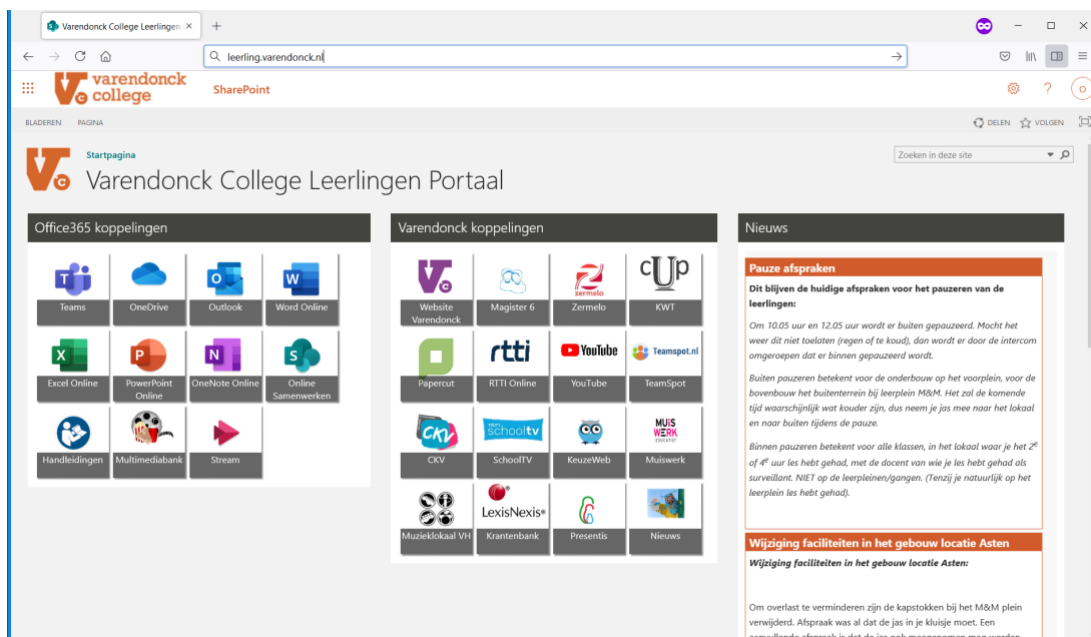 Varendonck College Leerlingen
leerling.varendonck.nl
varendonck
college
SharePoint
BLADEREN PAGINA
DELEN VOLGEN
Startpagina
Varendonck College Leerlingen Portaal
Zoeken in deze site
Office365 koppelingen
Teams
OneDrive
Outlook
Word Online
Excel Online
PowerPoint
Online
OneNote Online
Online
Samenwerken
Handleidingen
Multimediabank
Stream
Varendonck koppelingen
Website
Varendonck
Magister 6
zermelo
Zermelo
cUp
KWT
Papercut
rtti
RTTI Online
YouTube
YouTube
Teamspot.nl
TeamSpot
CKV
CKV
schooltv
SchoolTV
KeuzeWeb
MUIS
WERK
Muiswerk
Muzieklokaal VH
LexisNexis®
Krantenbank
Presentis
Nieuws
Nieuws
Pauze afspraken
Dit blijven de huidige afspraken voor het pauzeren van de
leerlingen:
Om 10.05 uur en 12.05 uur wordt er buiten gepauzeerd. Mocht het
weer dit niet toelaten (regen of te koud), dan wordt er door de intercom
omgeroepen dat er binnen gepauzeerd wordt.
Buiten pauzeren betekent voor de onderbouw op het voorplein, voor de
bovenbouw het buitenterrein bij leerplein M&M. Het zal de komende
tijd waarschijnlijk wat kouder zijn, dus neem je jas mee naar het lokaal
en naar buiten tijdens de pauze.
Binnen pauzeren betekent voor alle klassen, in het lokaal waar je het 2e
of 4e uur les hebt gehad, met de docent van wie je les hebt gehad als
surveillant. NIET op de leerpleinen/gangen. (Tenzij je natuurlijk op het
leerplein les hebt gehad).
Wijziging faciliteiten in het gebouw locatie Asten
Wijziging faciliteiten in het gebouw locatie Asten:
Om overlast te verminderen zijn de kapstokken bij het M&M plein
verwijderd. Afspraak was al dat de jas in je kluisje moet. Een